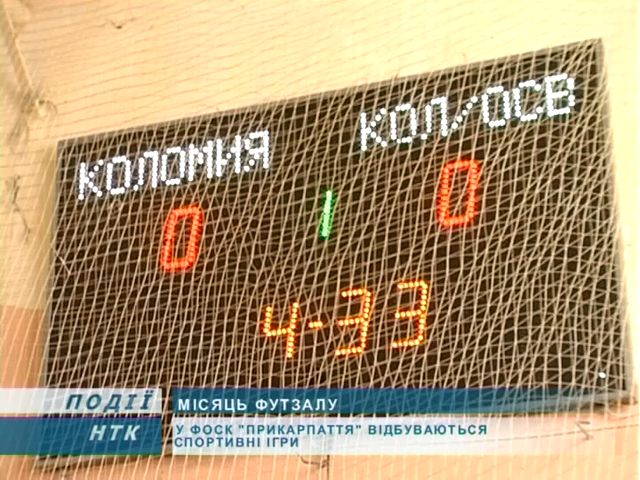 КОЛОМИЯ КОЛ/ОСВ
0 1 0
4-33
ПОДІЇ МІСЯЦЬ ФУТЗАЛУ
НТК У ФОСК "ПРИКАРПАТТЯ" ВІДБУВАЮТЬСЯ
СПОРТИВНІ ІГРИ